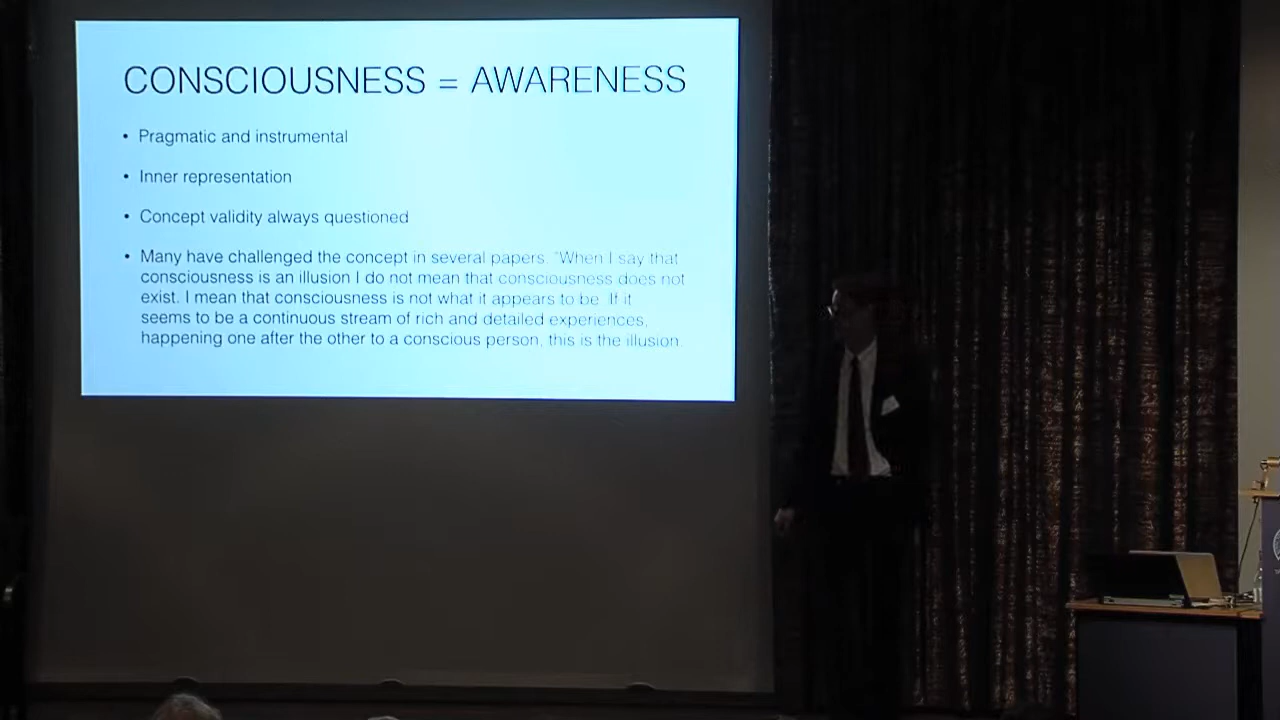 CONSCIOUSNESS = AWARENESS
• Pragmatic and instrumental
• Inner representation
• Concept validity always questioned
• Many have challenged the concept in several papers. "When I say that
consciousness is an illusion I do not mean that consciousness does not
exist. I mean that consciousness is not what it appears to be. If it
seems to be a continuous stream of rich and detailed experiences,
happening one after the other to a conscious person, this is the illusion.